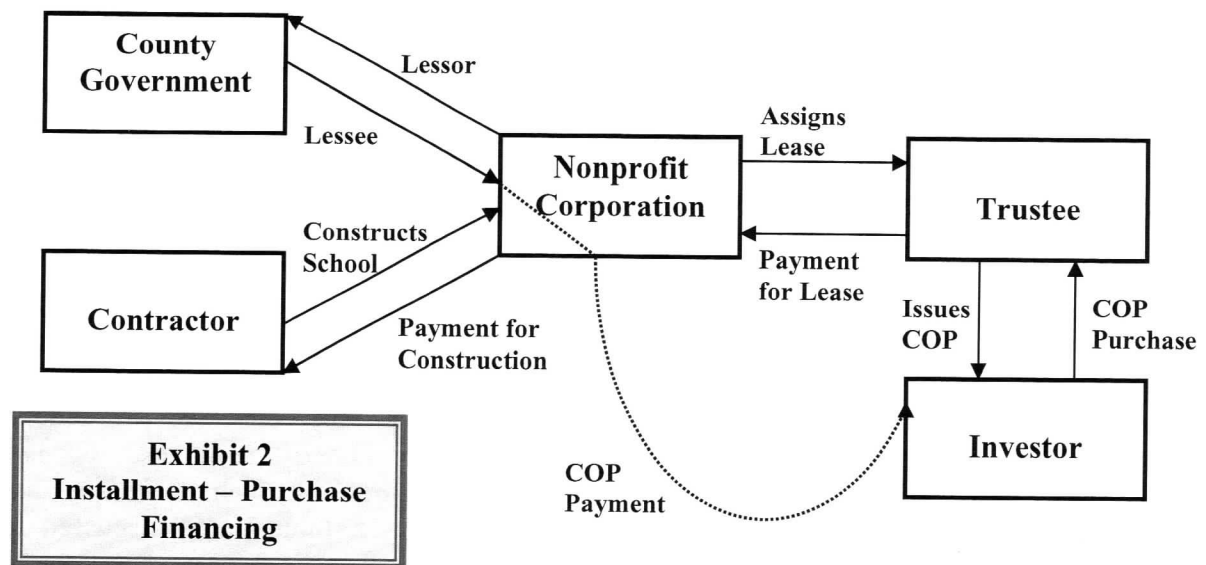 County
Government
Lessor
Lessee
Nonprofit
Corporation
Assigns
Lease
Trustee
Constructs
School
Payment
for Lease
Contractor
Payment for
Construction
Issues
COP
COP
Purchase
Investor
COP
Payment
Exhibit 2
Installment – Purchase
Financing